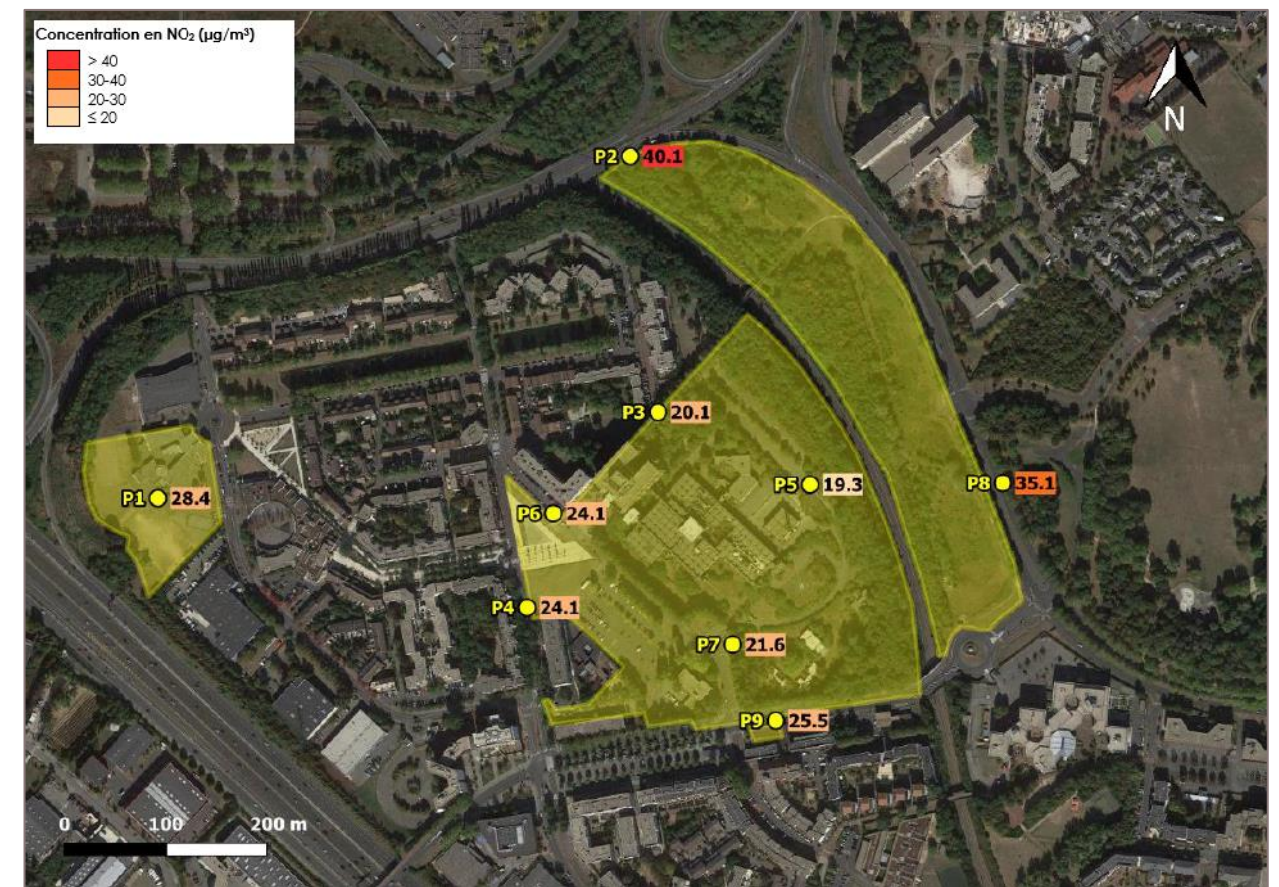 Concentration en NO₂ (µg/m³)
> 40
30-40
20-30
≤ 20
N
P2 40.1
P3 20.1
P1 28.4
P5 19.3
P8 35.1
P6 24.1
P4 24.1
P7 21.6
P9 25.5
0 100 200 m